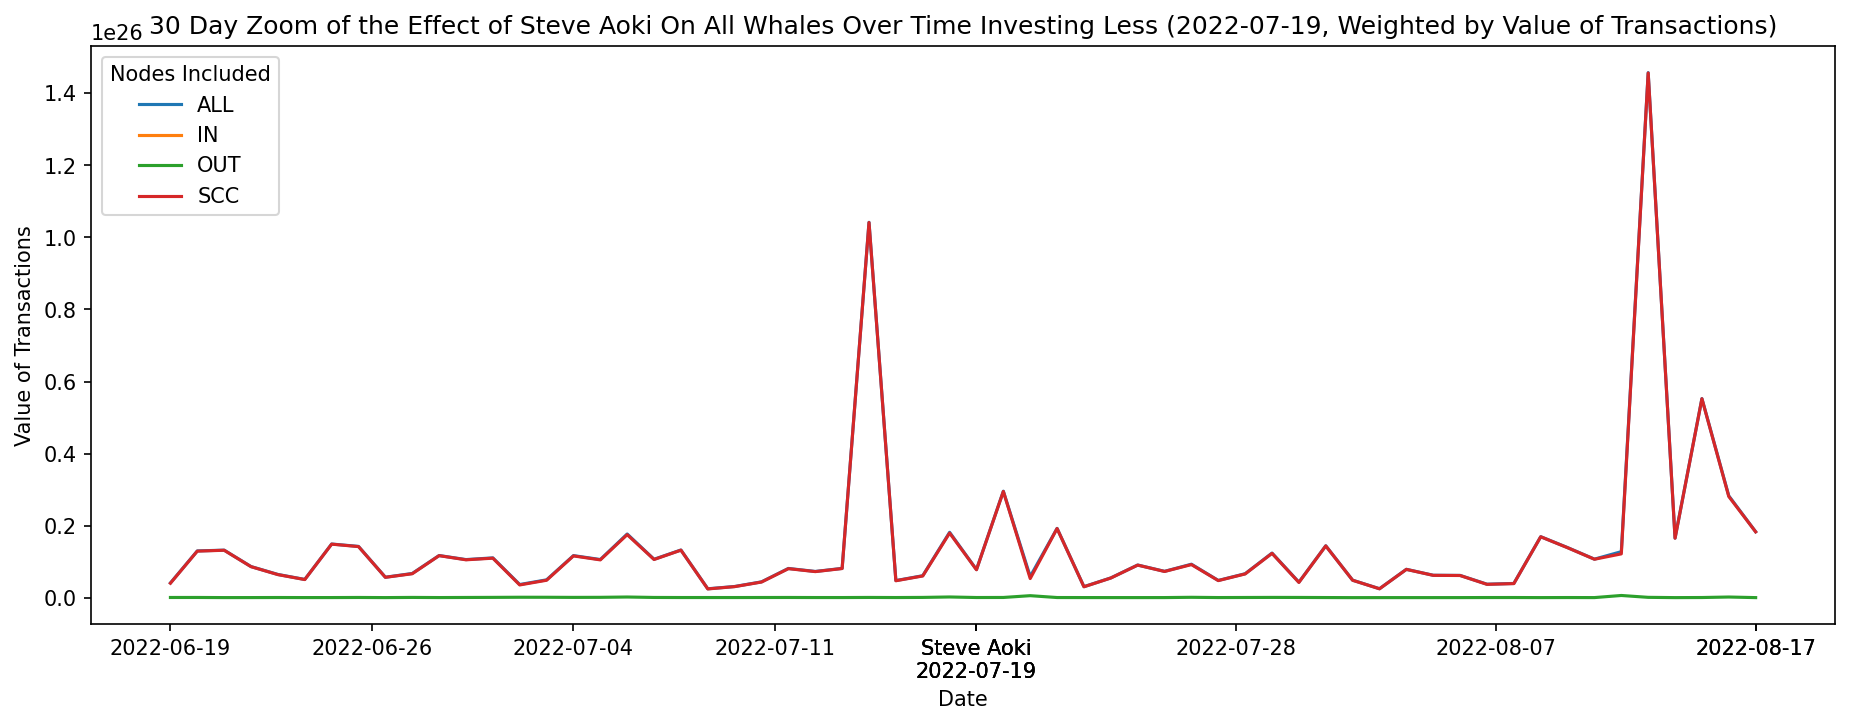 30 Day Zoom of the Effect of Steve Aoki On All Whales Over Time Investing Less (2022-07-19, Weighted by Value of Transactions)
1e26
Nodes Included
ALL
IN
OUT
SCC
Value of Transactions
1.4
1.2
1.0
0.8
0.6
0.4
0.2
0.0
2022-06-19 2022-06-26 2022-07-04 2022-07-11 Steve Aoki 2022-07-28 2022-08-07 2022-08-17
2022-07-19
Date